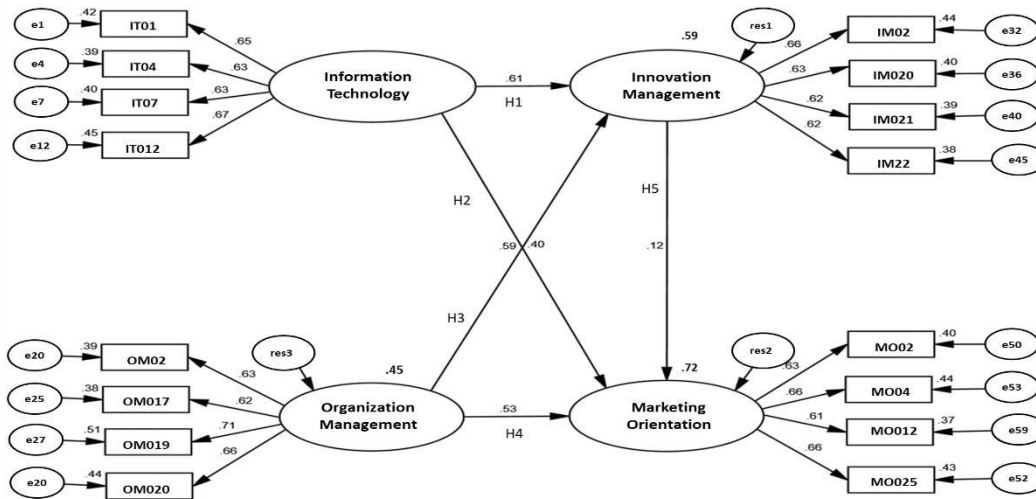 e1
.42
IT01
.65
e4
.39
IT04
.63
e7
.40
IT07
.63
e12
.45
IT012
.67
Information
Technology
.61
H1
.59
res1
Innovation
Management
.66
IM02
.44
e32
.63
IM020
.40
e36
.62
IM021
.39
e40
.62
IM22
.38
e45
H2
H5
.59
.40
.12
H3
e20
.39
OM02
.63
e25
.38
OM017
.62
e27
.51
OM019
.71
e20
.44
OM020
.66
res3
.45
Organization
Management
.53
H4
.72
res2
Marketing
Orientation
.63
MO02
.40
e50
.66
MO04
.44
e53
.61
MO012
.37
e59
.66
MO025
.43
e52